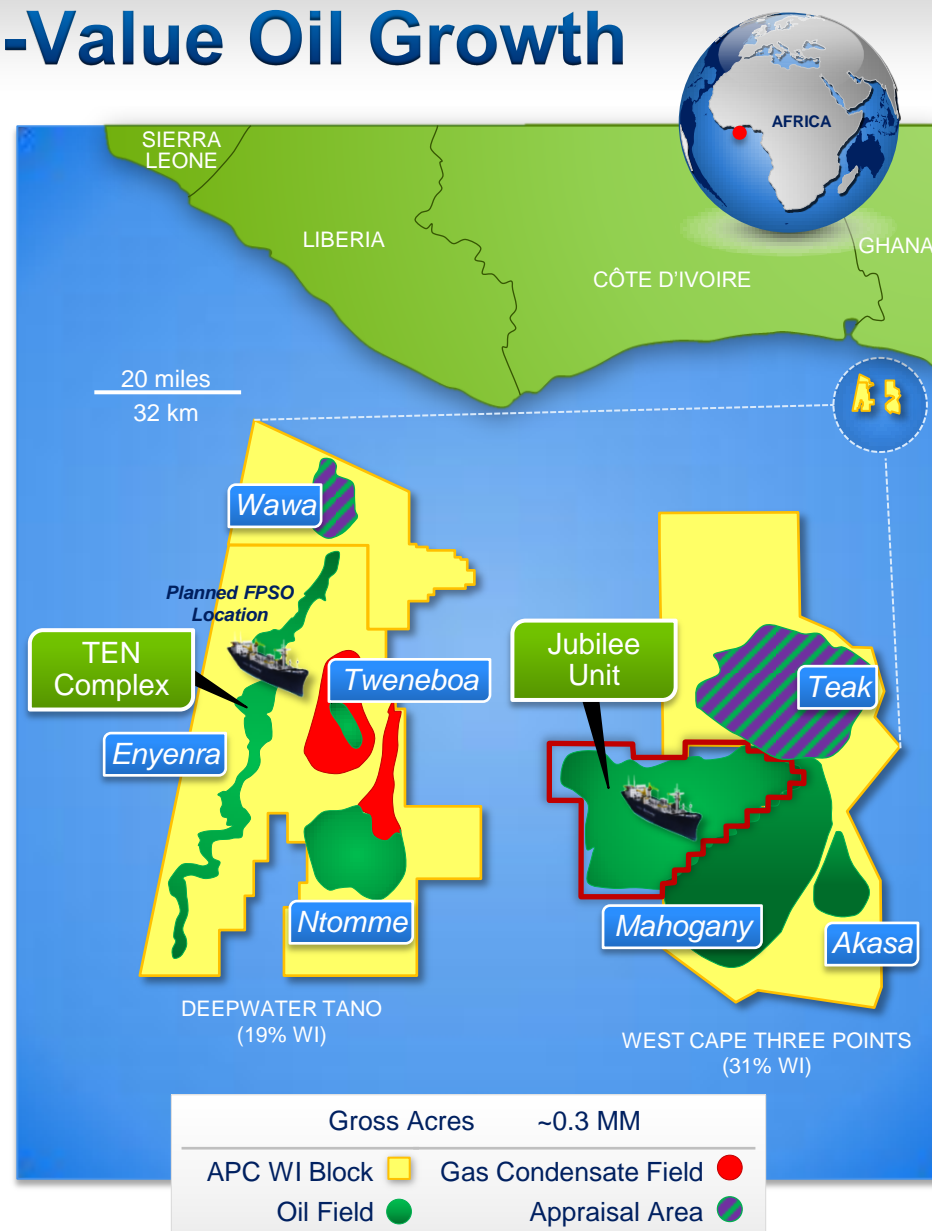 -Value Oil Growth
AFRICA
SIERRA
LEONE
LIBERIA
CÔTE D'IVOIRE
GHANA
20 miles
32 km
Wawa
Planned FPSO
Location
TEN
Complex
Tweneboa
Enyenra
Ntomme
Jubilee
Unit
Teak
Mahogany
Akasa
DEEPWATER TANO
(19% WI)
WEST CAPE THREE POINTS
(31% WI)
Gross Acres ~0.3 MM
APC WI Block Gas Condensate Field
Oil Field Appraisal Area